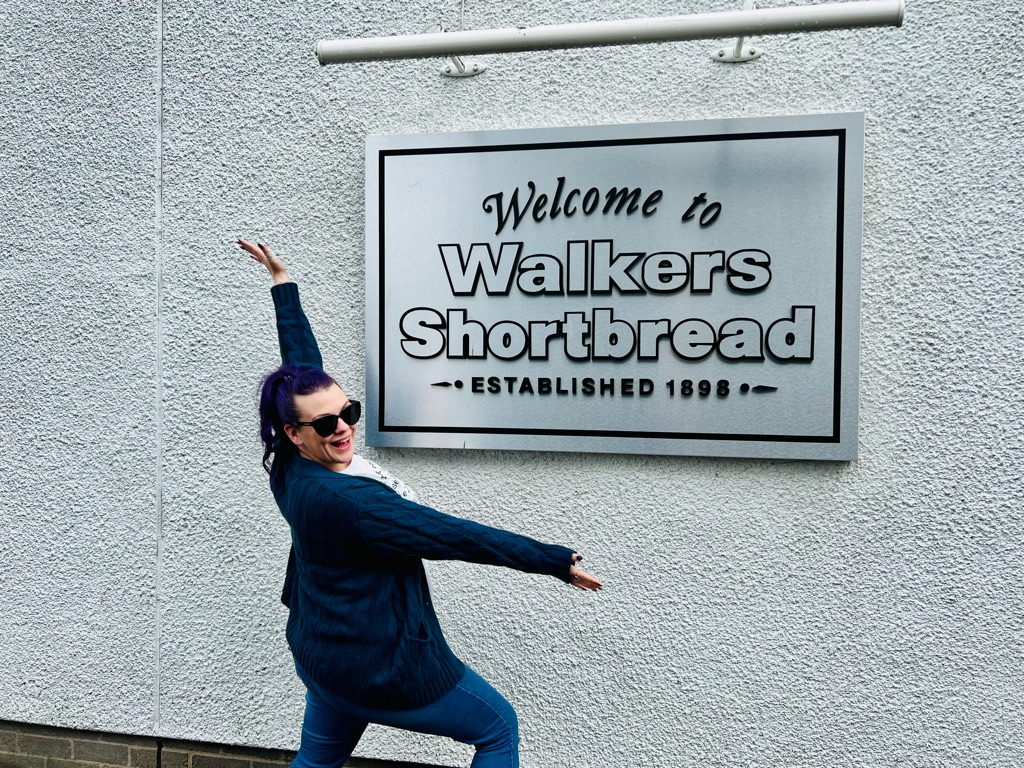 Welcome to
Walkers
Shortbread
ESTABLISHED 1898